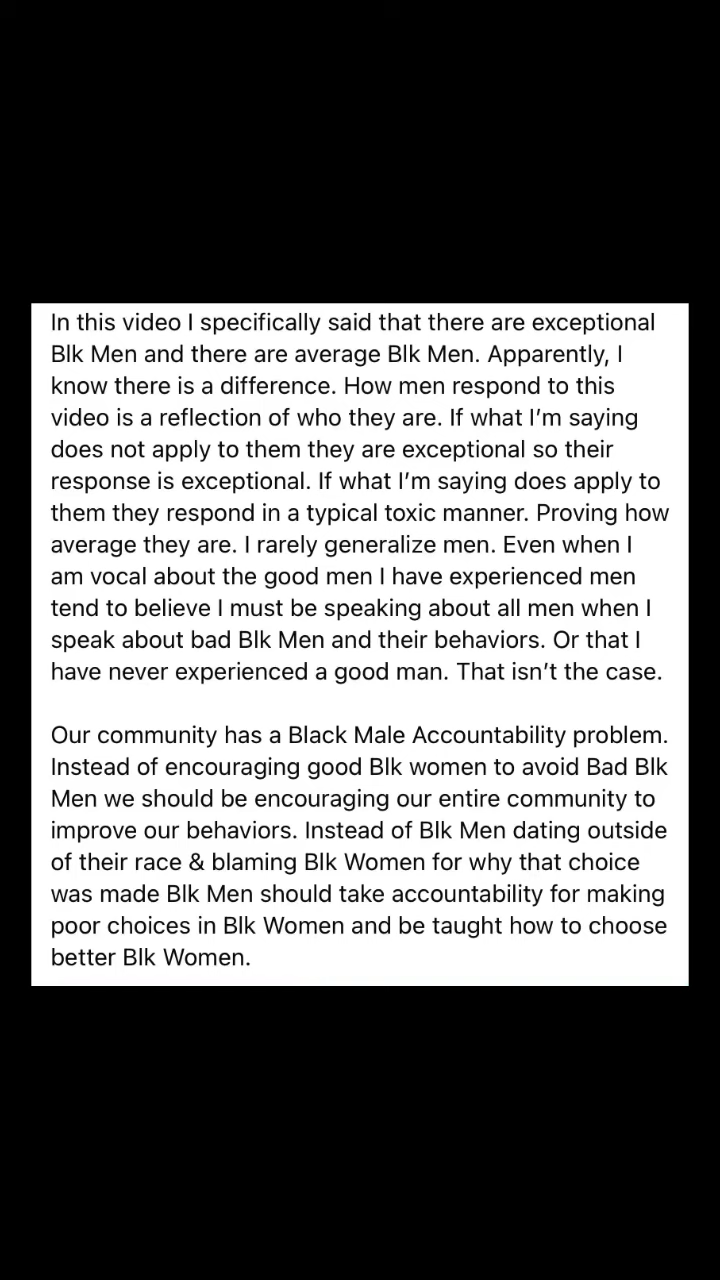 In this video I specifically said that there are exceptional
Blk Men and there are average Blk Men. Apparently, I
know there is a difference. How men respond to this
video is a reflection of who they are. If what I’m saying
does not apply to them they are exceptional so their
response is exceptional. If what I’m saying does apply to
them they respond in a typical toxic manner. Proving how
average they are. I rarely generalize men. Even when I
am vocal about the good men I have experienced men
tend to believe I must be speaking about all men when I
speak about bad Blk Men and their behaviors. Or that I
have never experienced a good man. That isn’t the case.
Our community has a Black Male Accountability problem.
Instead of encouraging good Blk women to avoid Bad Blk
Men we should be encouraging our entire community to
improve our behaviors. Instead of Blk Men dating outside
of their race & blaming Blk Women for why that choice
was made Blk Men should take accountability for making
poor choices in Blk Women and be taught how to choose
better Blk Women.